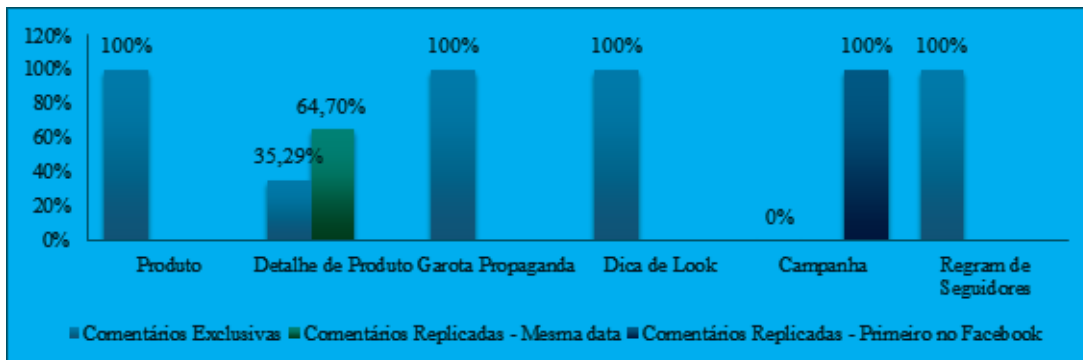 120%
100%
80%
60%
40%
20%
0%
100%
35,29%
64,70%
100%
100%
0%
100%
100%
Produto
Detalhe de Produto
Garota Propaganda
Dica de Look
Campanha
Regram de
Seguidores
Comentários Exclusivas
Comentários Replicadas - Mesma data
Comentários Replicadas - Primeiro no Facebook